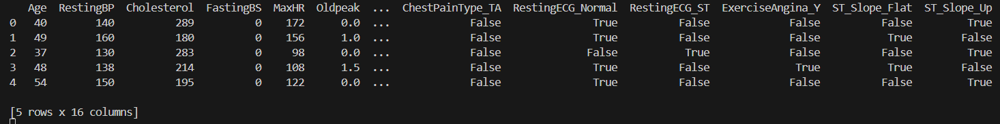 Age  RestingBP  Cholesterol  FastingBS  MaxHR  Oldpeak  ...  ChestPainType_TA  RestingECG_Normal  RestingECG_ST  ExerciseAngina_Y  ST_Slope_Flat  ST_Slope_Up
0   40        140          289          0    172      0.0  ...             False               True          False             False          False         True
1   49        160          180          0    156      1.0  ...             False               True          False             False           True        False
2   37        130          283          0     98      0.0  ...             False              False           True             False          False         True
3   48        138          214          0    108      1.5  ...             False               True          False              True           True        False
4   54        150          195          0    122      0.0  ...             False               True          False             False          False         True
[5 rows x 16 columns]